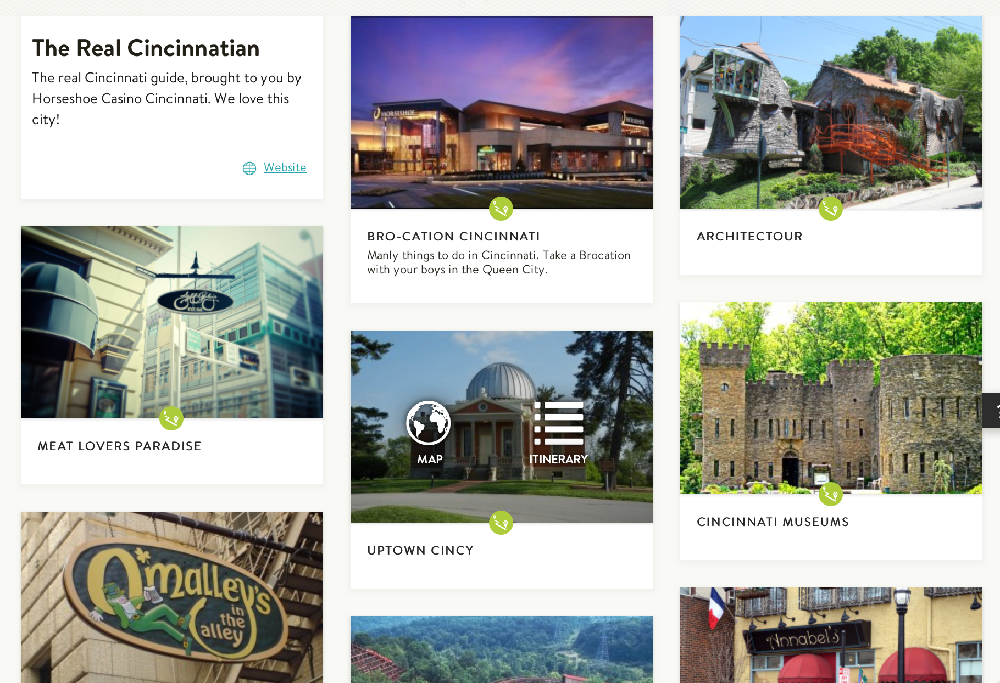 The Real Cincinnatian
The real Cincinnati guide, brought to you by
Horseshoe Casino Cincinnati. We love this
city!
Website
MEAT LOVERS PARADISE
O'malley's
in
the
alley
HORSESHOE
HORSESHOE
BRO-CATION CINCINNATI
Manly things to do in Cincinnati. Take a Brocation
with your boys in the Queen City.
MAP
ITINERARY
UPTOWN CINCY
ARCHITECTOUR
CINCINNATI MUSEUMS
Annabel's